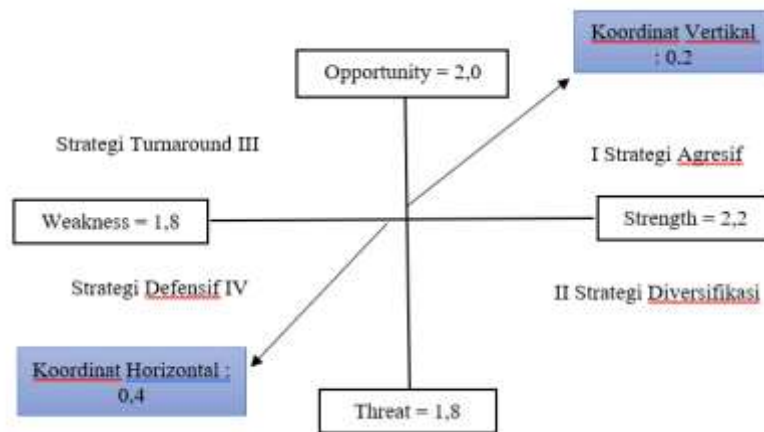 Koordinat Vertikal
: 0.2
Opportunity = 2,0
Strategi Turnaround III
I Strategi Agresif
Weakness = 1,8
Strength = 2,2
Strategi Defensif IV
II Strategi Diversifikasi
Koordinat Horizontal :
0,4
Threat = 1,8